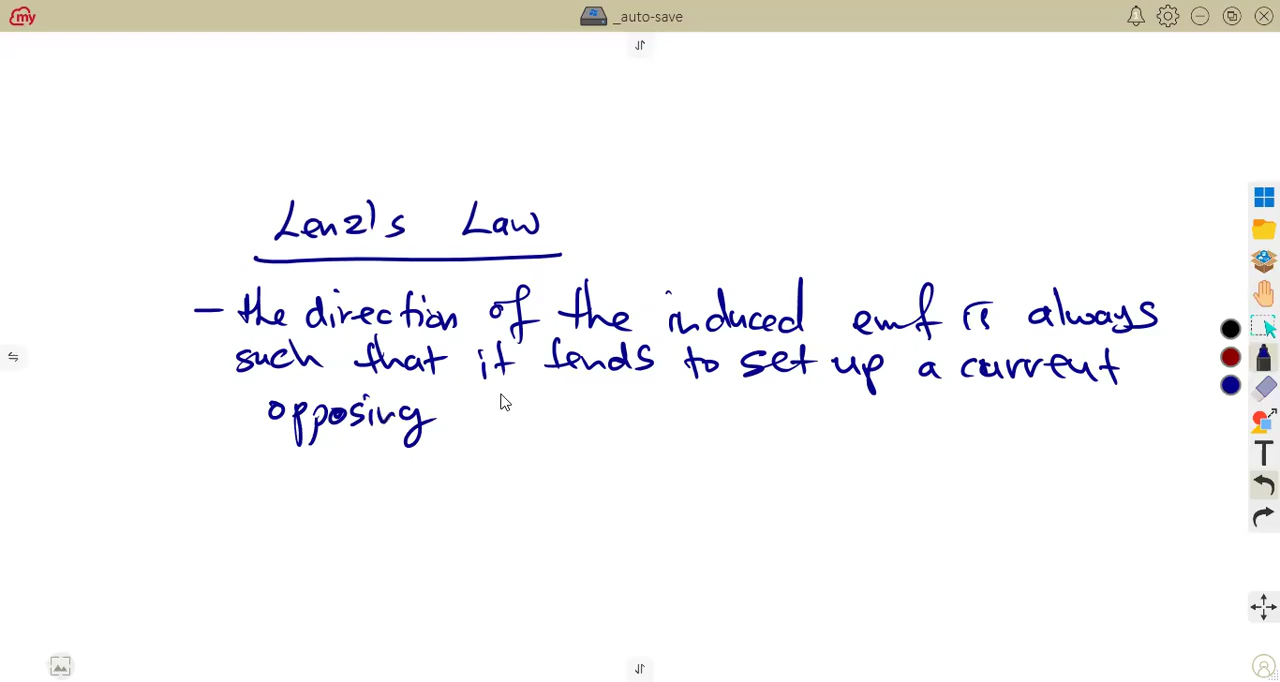 my
_auto-save
Lenz's Law
- the direction of the induced emf is always
such that it tends to set up a current
opposing
T